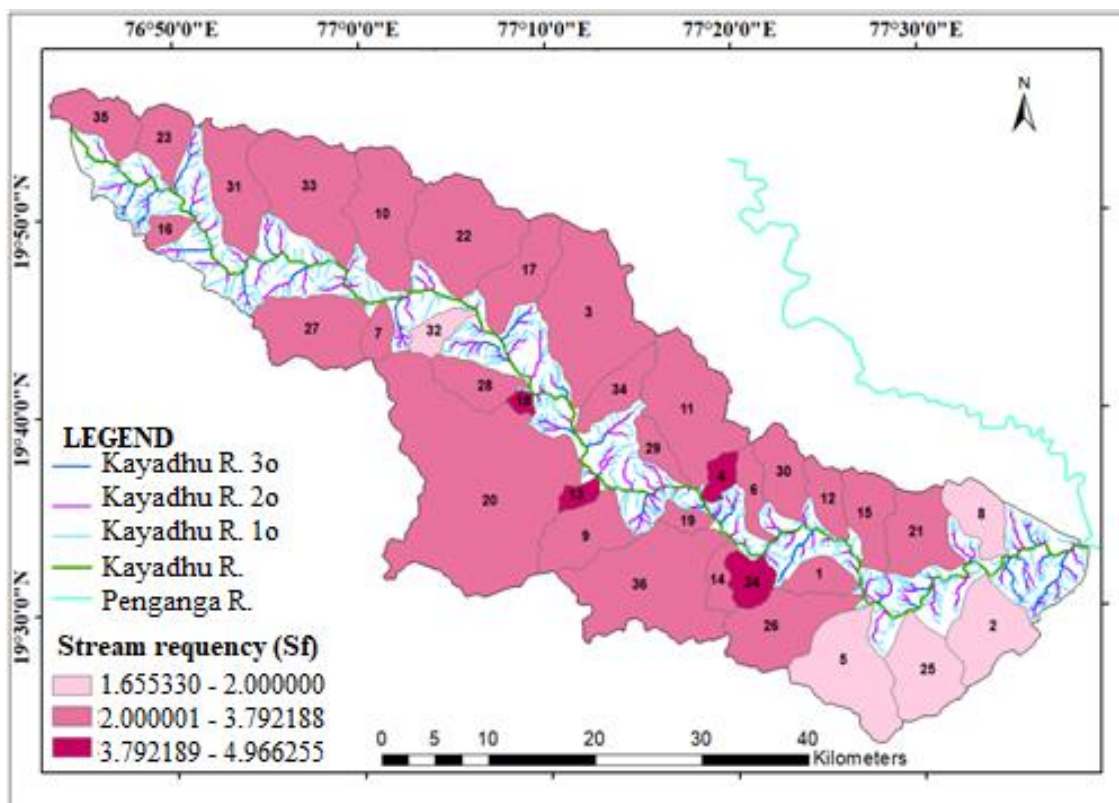 76°50'0"E 77°0'0"E 77°10'0"E 77°20'0"E 77°30'0"E
N
19°50'0"N
19°40'0"N
19°30'0"N
35
23
31
33
10
16
22
17
3
27
7
32
28
18
34
11
20
29
4
6
30
12
15
21
8
13
9
19
36
14
24
1
26
5
25
2
LEGEND
Kayadhu R. 3o
Kayadhu R. 2o
Kayadhu R. 1o
Kayadhu R.
Penganga R.
Stream requency (Sf)
1.655330 - 2.000000
2.000001 - 3.792188
3.792189 - 4.966255
0 5 10 20 30 40
Kilometers